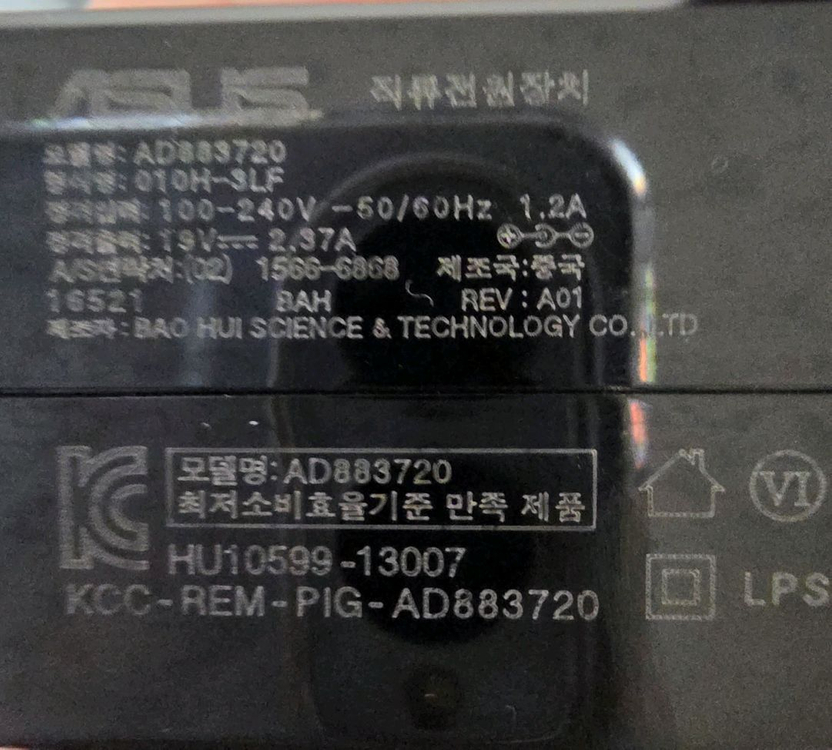 ASUS 직류전원장치
모델명: AD883720
형식명: 010H-3LF
정격입력: 100-240V ~50/60Hz 1.2A
정격출력: 19V⎓ 2.37A
A/S연락처:(02) 1566-6868 제조국:중국
16521 BAH REV : A01
제조자: BAO HUI SCIENCE & TECHNOLOGY CO., LTD
모델명: AD883720
최저소비효율기준 만족 제품
VI
HU10599-13007
KCC-REM-PIG-AD883720
LPS